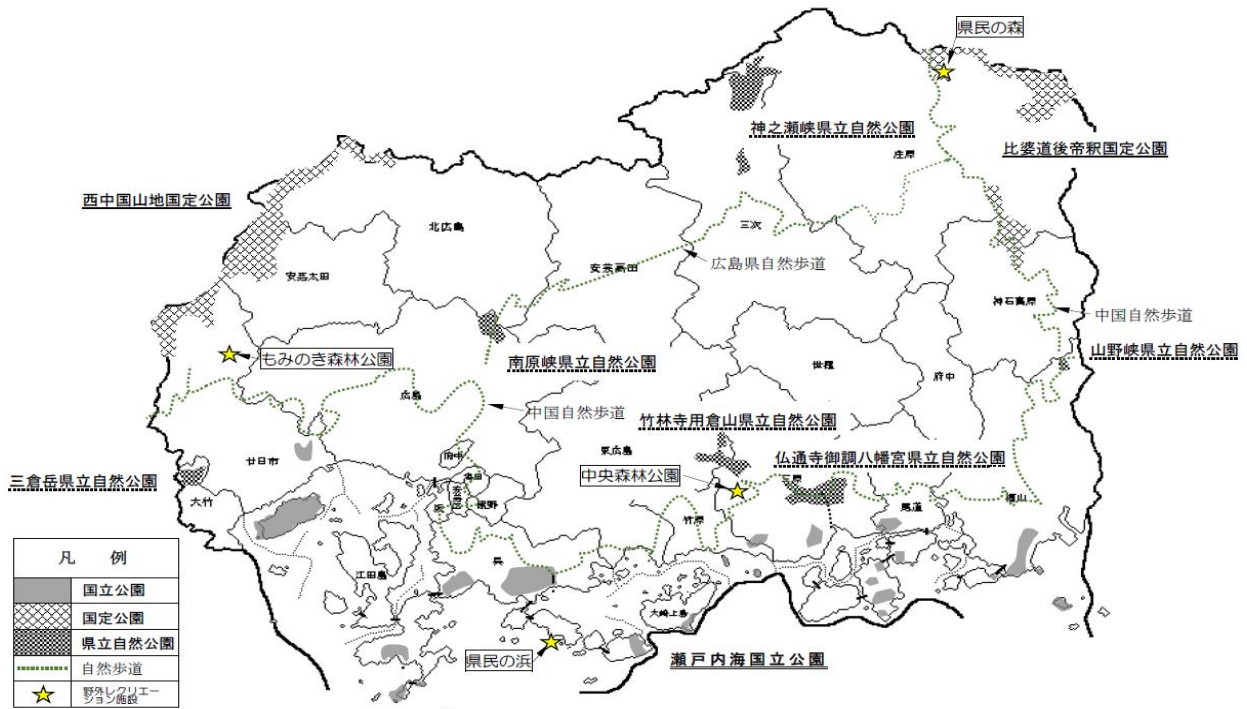 県民の森
神之瀬峡県立自然公園
庄原
比婆道後帝釈国定公園
西中国山地国定公園
北広島
三次
安芸太田
安芸高田
広島県自然歩道
神石高原
中国自然歩道
もみのき森林公園
南原峡県立自然公園
世羅
府中
山野峡県立自然公園
広島
中国自然歩道
竹林寺用倉山県立自然公園
東広島
府中
仏通寺御調八幡宮県立自然公園
廿日市
海田
中央森林公園
三原
三倉岳県立自然公園
大竹
安芸区
坂
熊野
竹原
尾道
福山
凡 例
国立公園
国定公園
県立自然公園
自然歩道
野外レクリエー
ション施設
江田島
呉
大崎上島
県民の浜
瀬戸内海国立公園